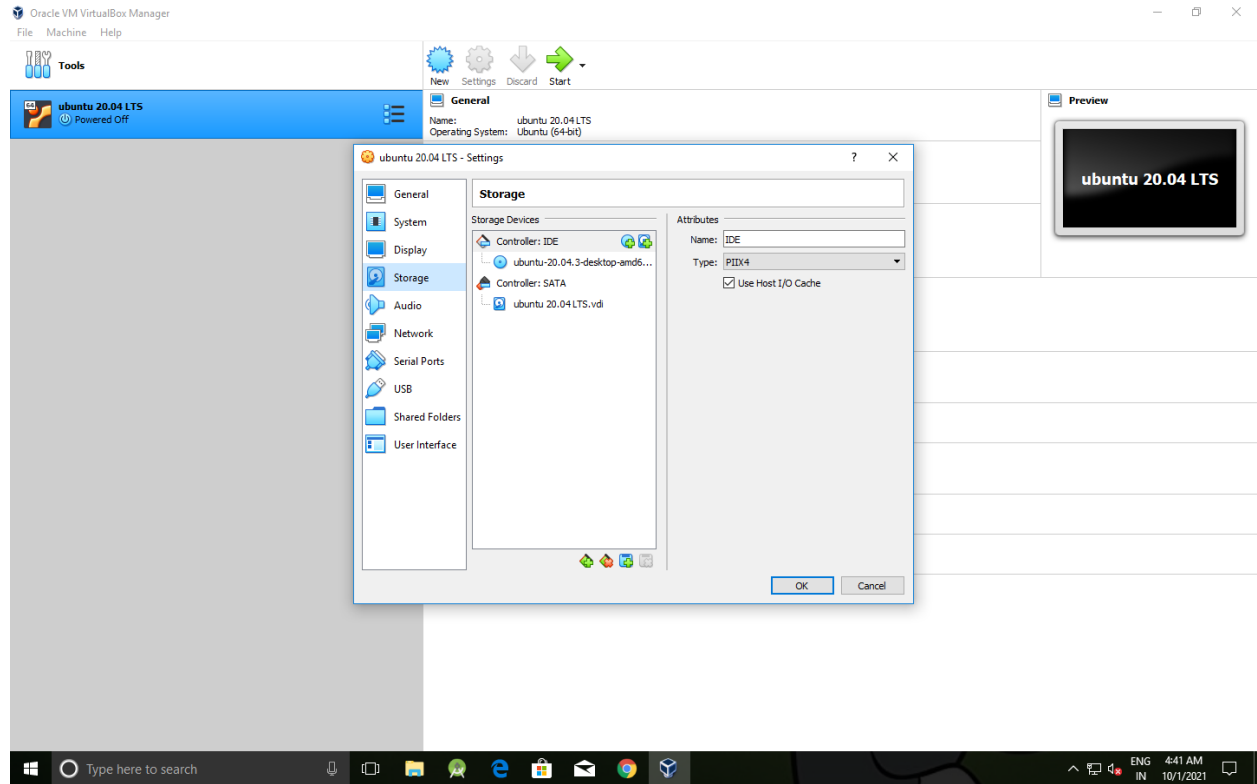 Oracle VM VirtualBox Manager
File Machine Help
Tools
New Settings Discard Start
64
ubuntu 20.04 LTS
Powered Off
General
Name: ubuntu 20.04 LTS
Operating System: Ubuntu (64-bit)
Preview
ubuntu 20.04 LTS
ubuntu 20.04 LTS - Settings
?
General
System
Display
Storage
Audio
Network
Serial Ports
USB
Shared Folders
User Interface
Storage
Storage Devices
Controller: IDE
ubuntu-20.04.3-desktop-amd6...
Controller: SATA
ubuntu 20.04 LTS.vdi
Attributes
Name: IDE
Type: PIIX4
Use Host I/O Cache
OK Cancel
Type here to search
ENG
IN
4:41 AM
10/1/2021